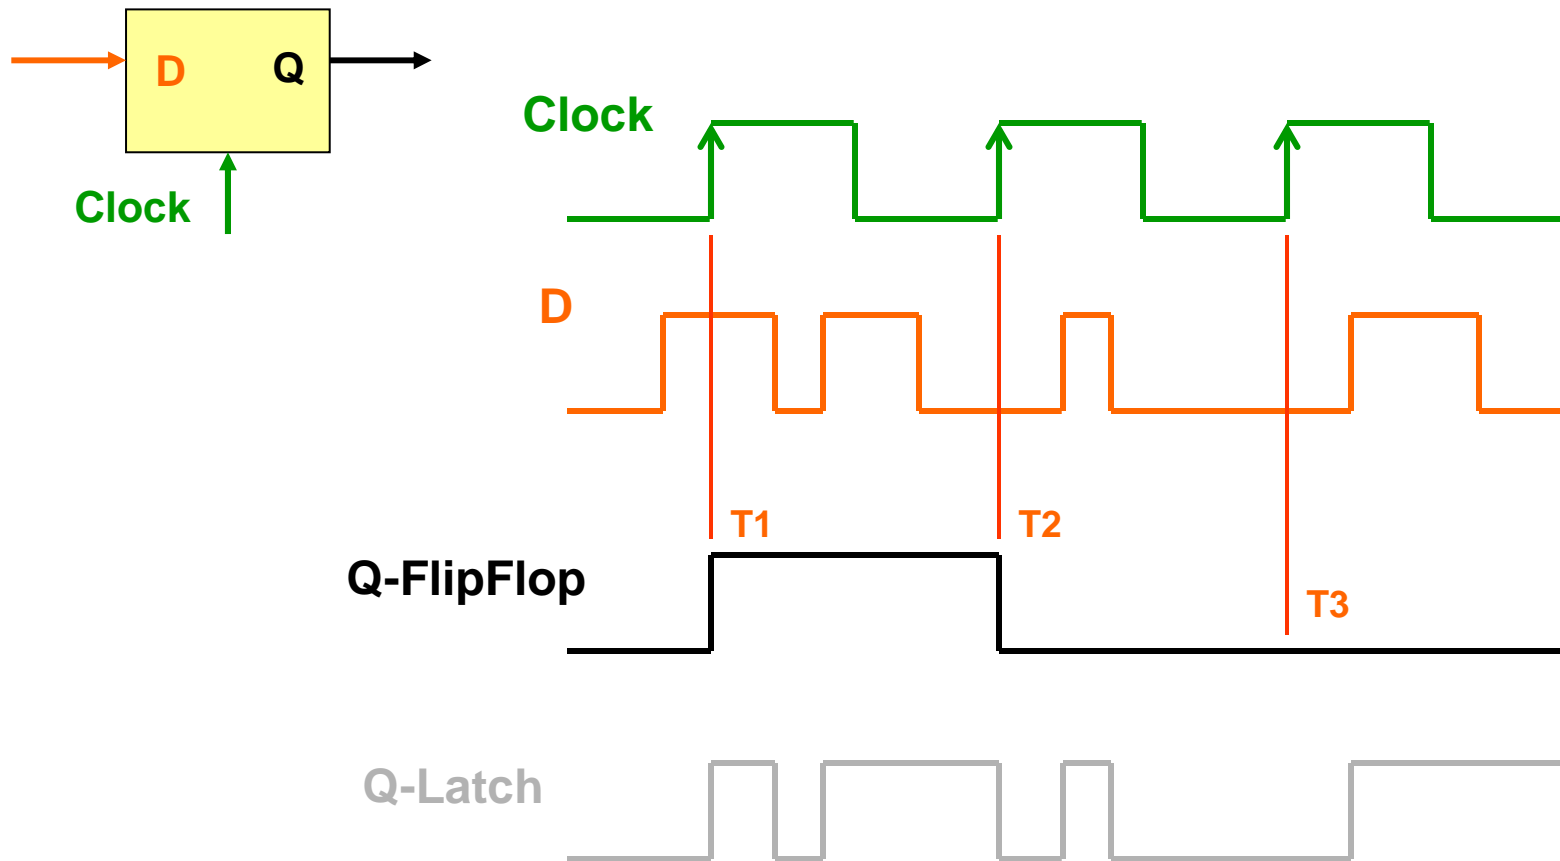 D Q
Clock
Clock
D
T1 T2
Q-FlipFlop
T3
Q-Latch